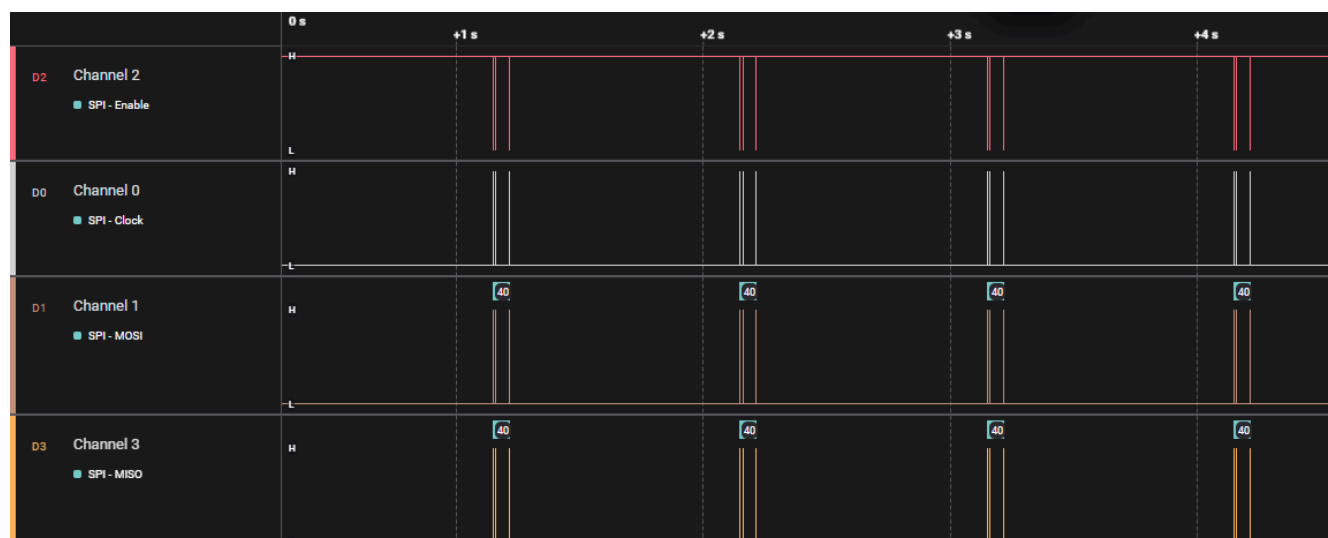 0 s
+1 s +2 s +3 s +4 s
D2 Channel 2 H
SPI - Enable
L
H
D0 Channel 0
SPI - Clock
L
40 40 40 40
D1 Channel 1 H
SPI - MOSI
L
40 40 40 40
D3 Channel 3 H
SPI - MISO